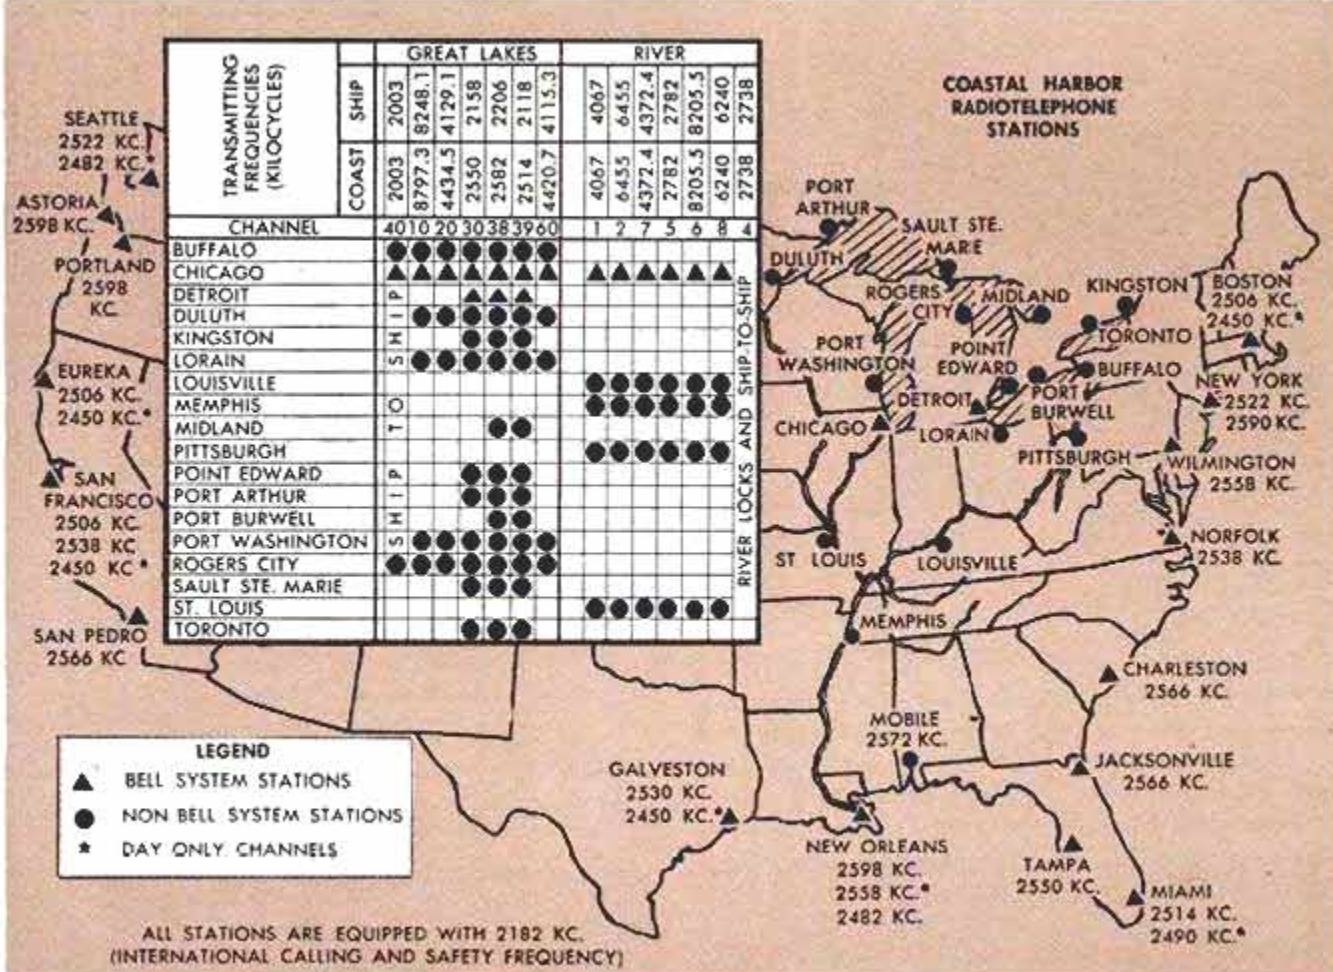 COASTAL HARBOR
RADIOTELEPHONE
STATIONS
TRANSMITTING
FREQUENCIES
(KILOCYCLES)
GREAT LAKES
RIVER
SHIP
2003 8248.1 4129.1 2158 2206 2118 4115.3 4067 6455 4372.4 2782 8205.5 6240 2738
COAST
2003 8797.3 4434.5 2550 2582 2514 4420.7 4067 6455 4372.4 2782 8205.5 6240 2738
CHANNEL 40 10 20 30 38 39 60 1 2 7 5 6 8 4
BUFFALO
CHICAGO
DETROIT
DULUTH
KINGSTON
LORAIN
LOUISVILLE
MEMPHIS
MIDLAND
PITTSBURGH
POINT EDWARD
PORT ARTHUR
PORT BURWELL
PORT WASHINGTON
ROGERS CITY
SAULT STE. MARIE
ST. LOUIS
TORONTO
SHIP TO SHIP
RIVER LOCKS AND SHIP-TO-SHIP
SEATTLE
2522 KC.
2482 KC.*
ASTORIA
2598 KC.
PORTLAND
2598
KC.
EUREKA
2506 KC.
2450 KC.*
SAN
FRANCISCO
2506 KC.
2538 KC.
2450 KC*
SAN PEDRO
2566 KC
PORT
ARTHUR
SAULT STE.
MARIE
DULUTH
ROGERS
CITY
MIDLAND
KINGSTON
BOSTON
2506 KC.
2450 KC.*
TORONTO
PORT
WASHINGTON
POINT
EDWARD
BUFFALO
NEW YORK
2522 KC.
2590 KC.
DETROIT
PORT
BURWELL
CHICAGO
LORAIN
PITTSBURGH
WILMINGTON
2558 KC.
NORFOLK
2538 KC.
ST LOUIS
LOUISVILLE
MEMPHIS
CHARLESTON
2566 KC.
MOBILE
2572 KC.
JACKSONVILLE
2566 KC.
GALVESTON
2530 KC.
2450 KC.*
NEW ORLEANS
2598 KC.
2558 KC.*
2482 KC.
TAMPA
2550 KC.
MIAMI
2514 KC.
2490 KC.*
LEGEND
BELL SYSTEM STATIONS
NON BELL SYSTEM STATIONS
* DAY ONLY CHANNELS
ALL STATIONS ARE EQUIPPED WITH 2182 KC.
(INTERNATIONAL CALLING AND SAFETY FREQUENCY)